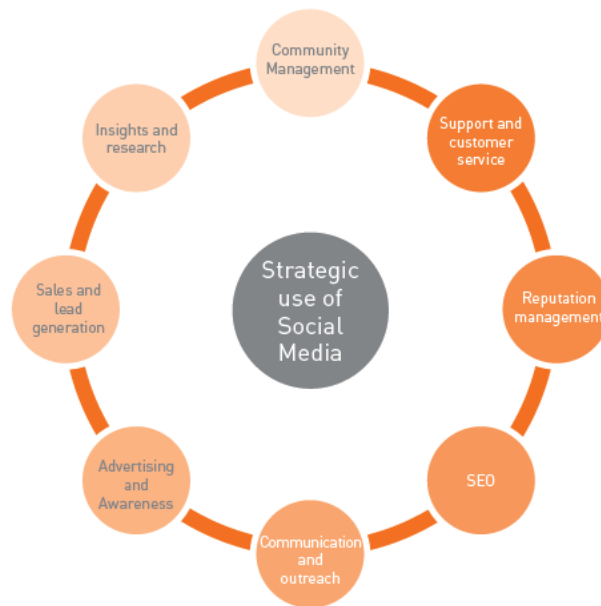 Community
Management
Support and
customer
service
Reputation
management
SEO
Communication
and
outreach
Advertising
and
Awareness
Sales and
lead
generation
Insights and
research
Strategic
use of
Social
Media